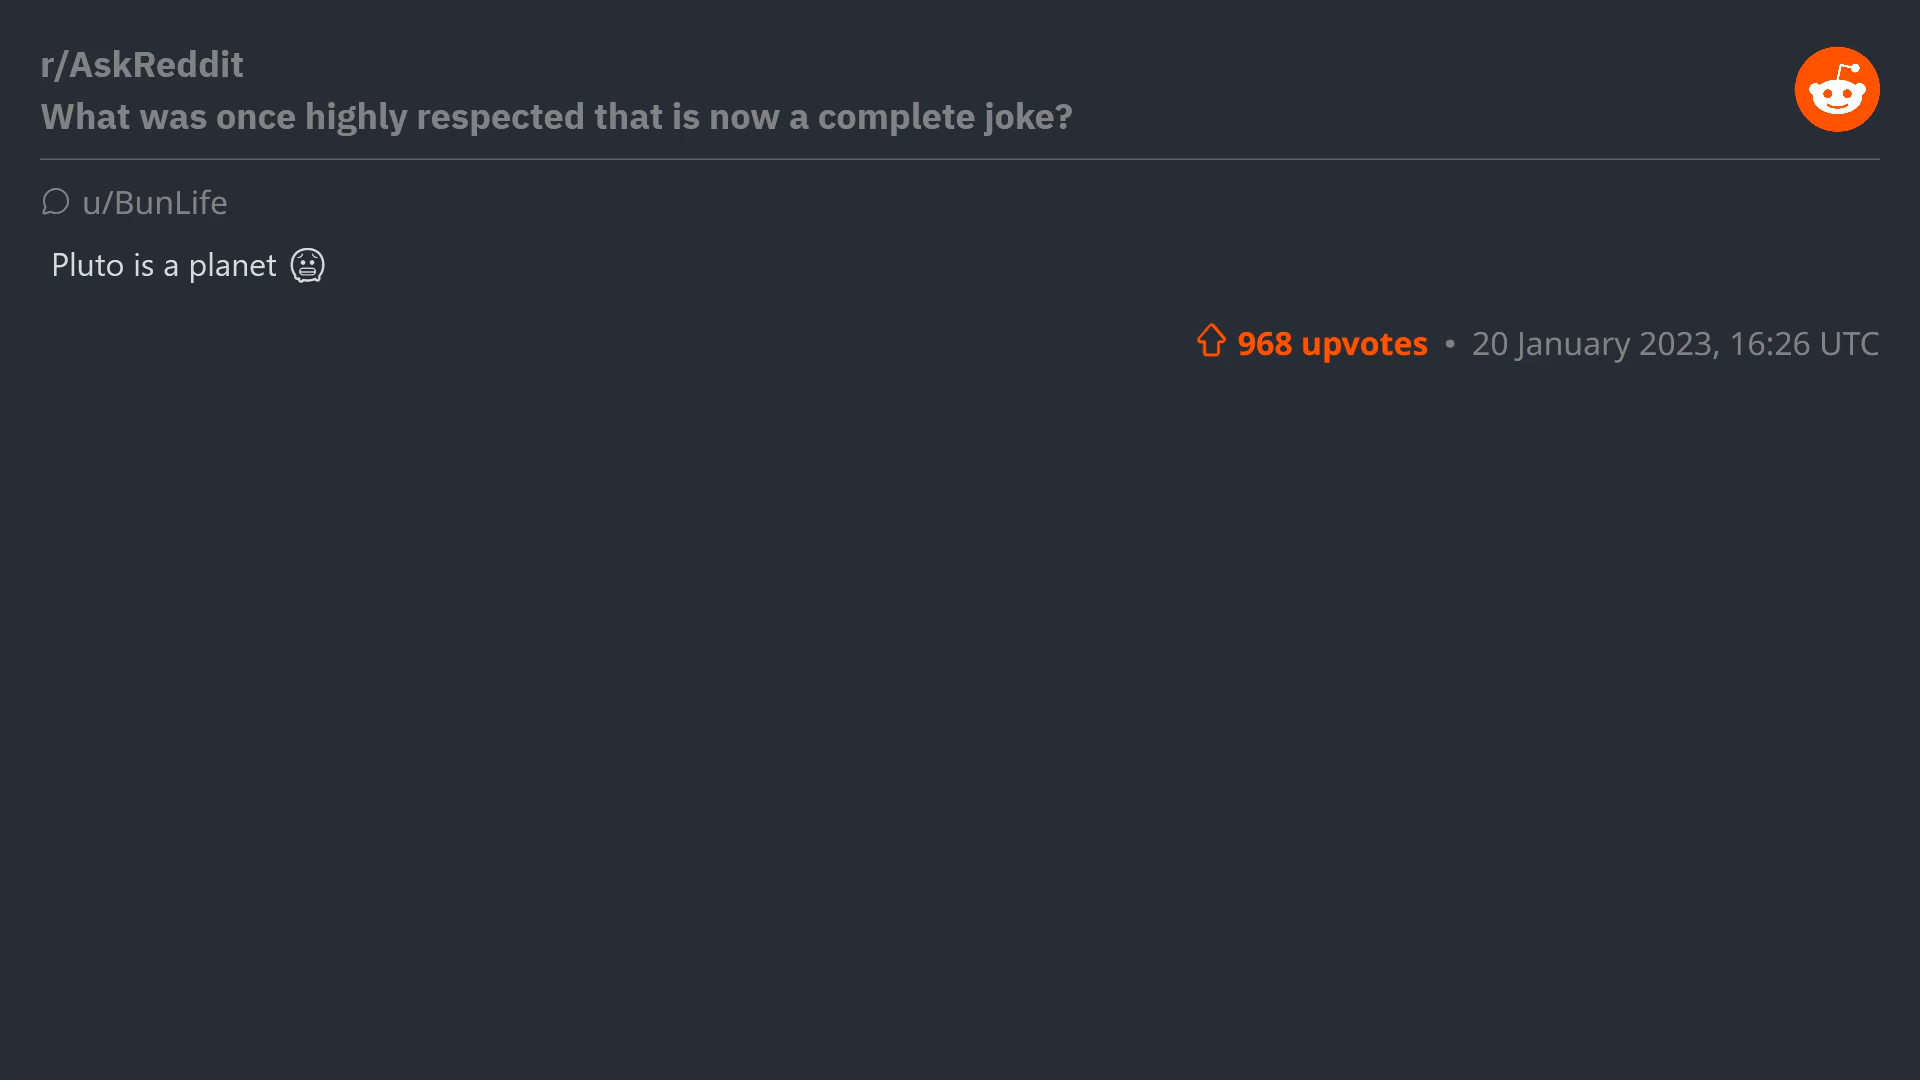 r/AskReddit
What was once highly respected that is now a complete joke?
u/BunLife
Pluto is a planet 🥶
968 upvotes • 20 January 2023, 16:26 UTC